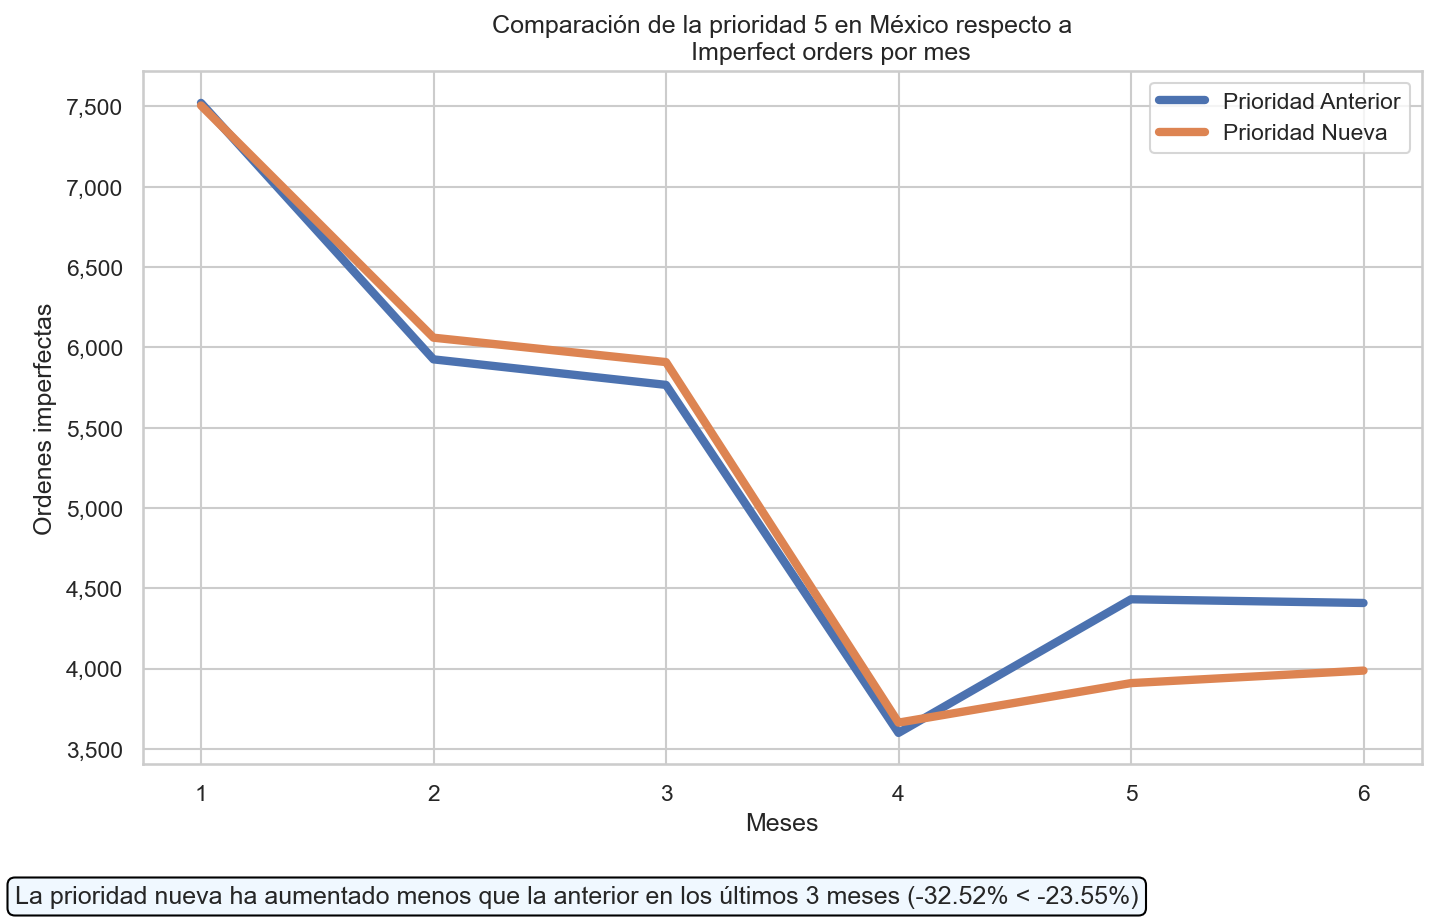 Comparación de la prioridad 5 en México respecto a
Imperfect orders por mes
Prioridad Anterior
Prioridad Nueva
Ordenes imperfectas
7,500
7,000
6,500
6,000
5,500
5,000
4,500
4,000
3,500
1 2 3 4 5 6
Meses
La prioridad nueva ha aumentado menos que la anterior en los últimos 3 meses (-32.52% < -23.55%)